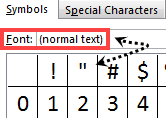 Symbols Special Characters
Font: (normal text)
! " # $ %
0 1 2 3 4